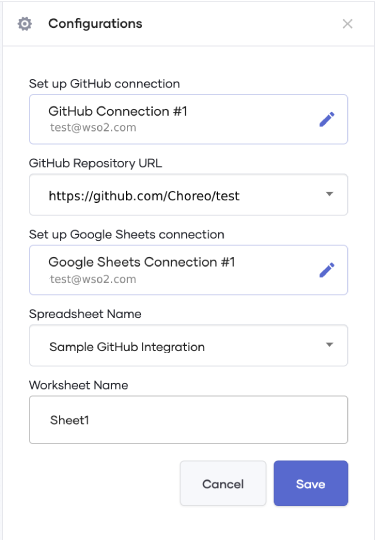 Configurations
Set up GitHub connection
GitHub Connection #1
test@wso2.com
GitHub Repository URL
https://github.com/Choreo/test
Set up Google Sheets connection
Google Sheets Connection #1
test@wso2.com
Spreadsheet Name
Sample GitHub Integration
Worksheet Name
Sheet1
Cancel Save